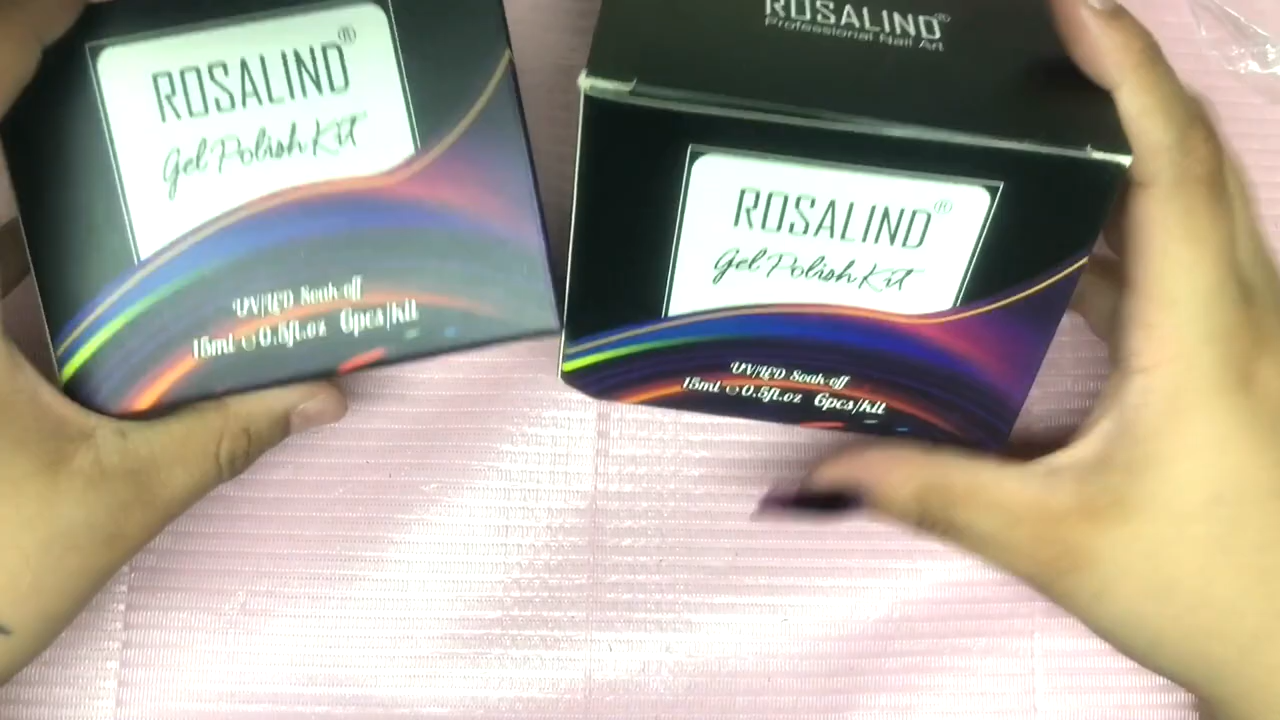 ROSALIND®
Gel Polish Kit
UV/LED Soak-off
15ml ℮ 0.5fl.oz 6pcs/kit
ROSALIND®
Professional Nail Art
ROSALIND®
Gel Polish Kit
UV/LED Soak-off
15ml ℮ 0.5fl.oz 6pcs/kit